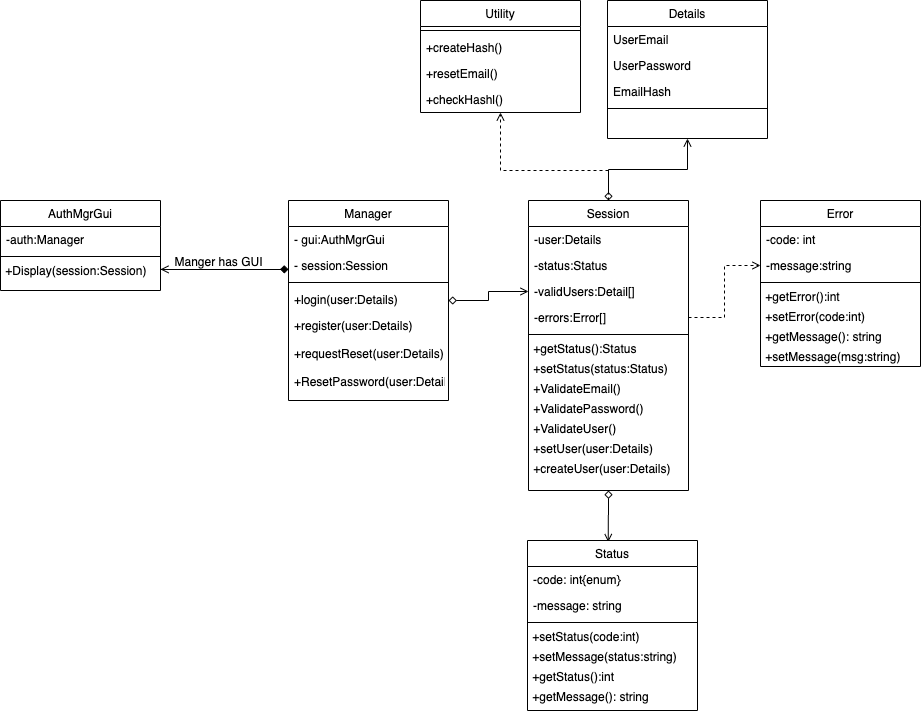 Utility
+createHash()
+resetEmail()
+checkHashl()
Details
UserEmail
UserPassword
EmailHash
AuthMgrGui
-auth:Manager
+Display(session:Session)
Manger has GUI
Manager
- gui:AuthMgrGui
- session:Session
+login(user:Details)
+register(user:Details)
+requestReset(user:Details)
+ResetPassword(user:Detai
Session
-user:Details
-status:Status
-validUsers:Detail[]
-errors:Error[]
+getStatus():Status
+setStatus(status:Status)
+ValidateEmail()
+ValidatePassword()
+ValidateUser()
+setUser(user:Details)
+createUser(user:Details)
Error
-code: int
-message:string
+getError():int
+setError(code:int)
+getMessage(): string
+setMessage(msg:string)
Status
-code: int{enum}
-message: string
+setStatus(code:int)
+setMessage(status:string)
+getStatus():int
+getMessage(): string